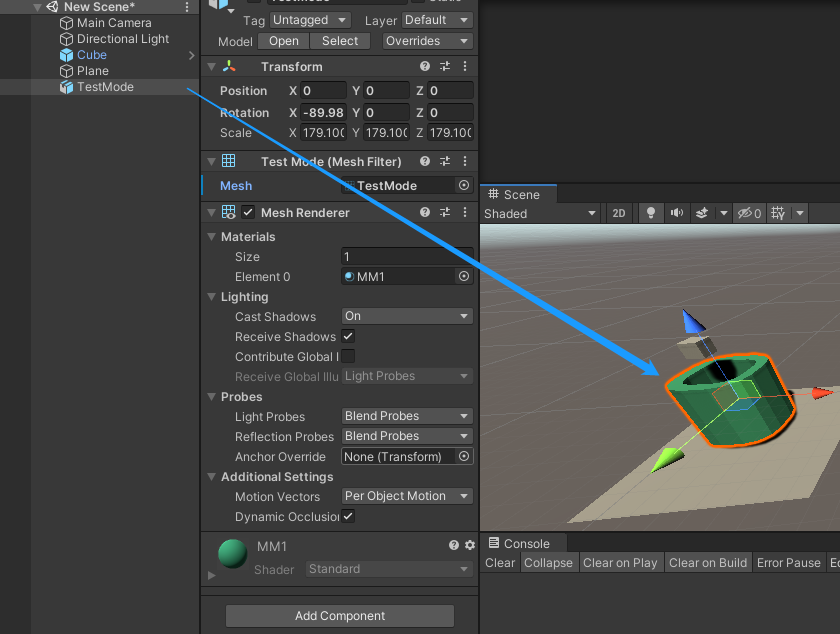 New Scene*
Main Camera
Directional Light
Cube
Plane
TestMode
Tag Untagged Layer Default
Model Open Select Overrides
Transform
Position X 0 Y 0 Z 0
Rotation X -89.98 Y 0 Z 0
Scale X 179.100 Y 179.100 Z 179.100
Test Mode (Mesh Filter)
Mesh TestMode
Mesh Renderer
Materials
Size 1
Element 0 MM1
Lighting
Cast Shadows On
Receive Shadows
Contribute Global I
Receive Global Illu Light Probes
Probes
Light Probes Blend Probes
Reflection Probes Blend Probes
Anchor Override None (Transform)
Additional Settings
Motion Vectors Per Object Motion
Dynamic Occlusio
MM1
Shader Standard
Add Component
Scene
Shaded 2D 0
Console
Clear Collapse Clear on Play Clear on Build Error Pause